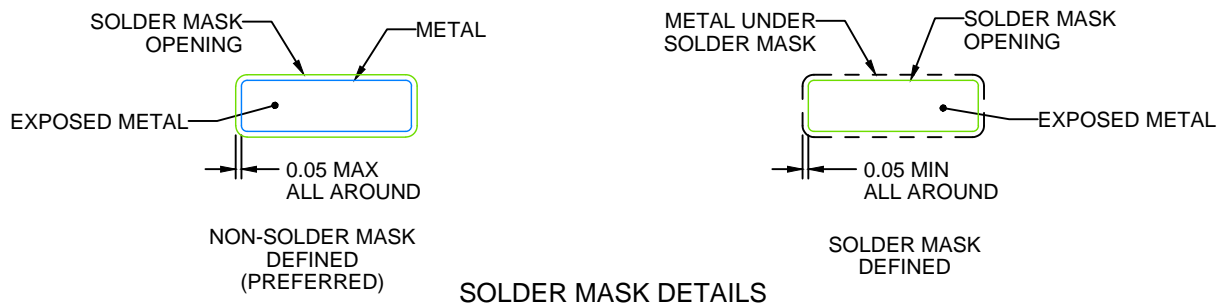 SOLDER MASK
OPENING
METAL
EXPOSED METAL
0.05 MAX
ALL AROUND
NON-SOLDER MASK
DEFINED
(PREFERRED)
METAL UNDER
SOLDER MASK
SOLDER MASK
OPENING
EXPOSED METAL
0.05 MIN
ALL AROUND
SOLDER MASK
DEFINED
SOLDER MASK DETAILS